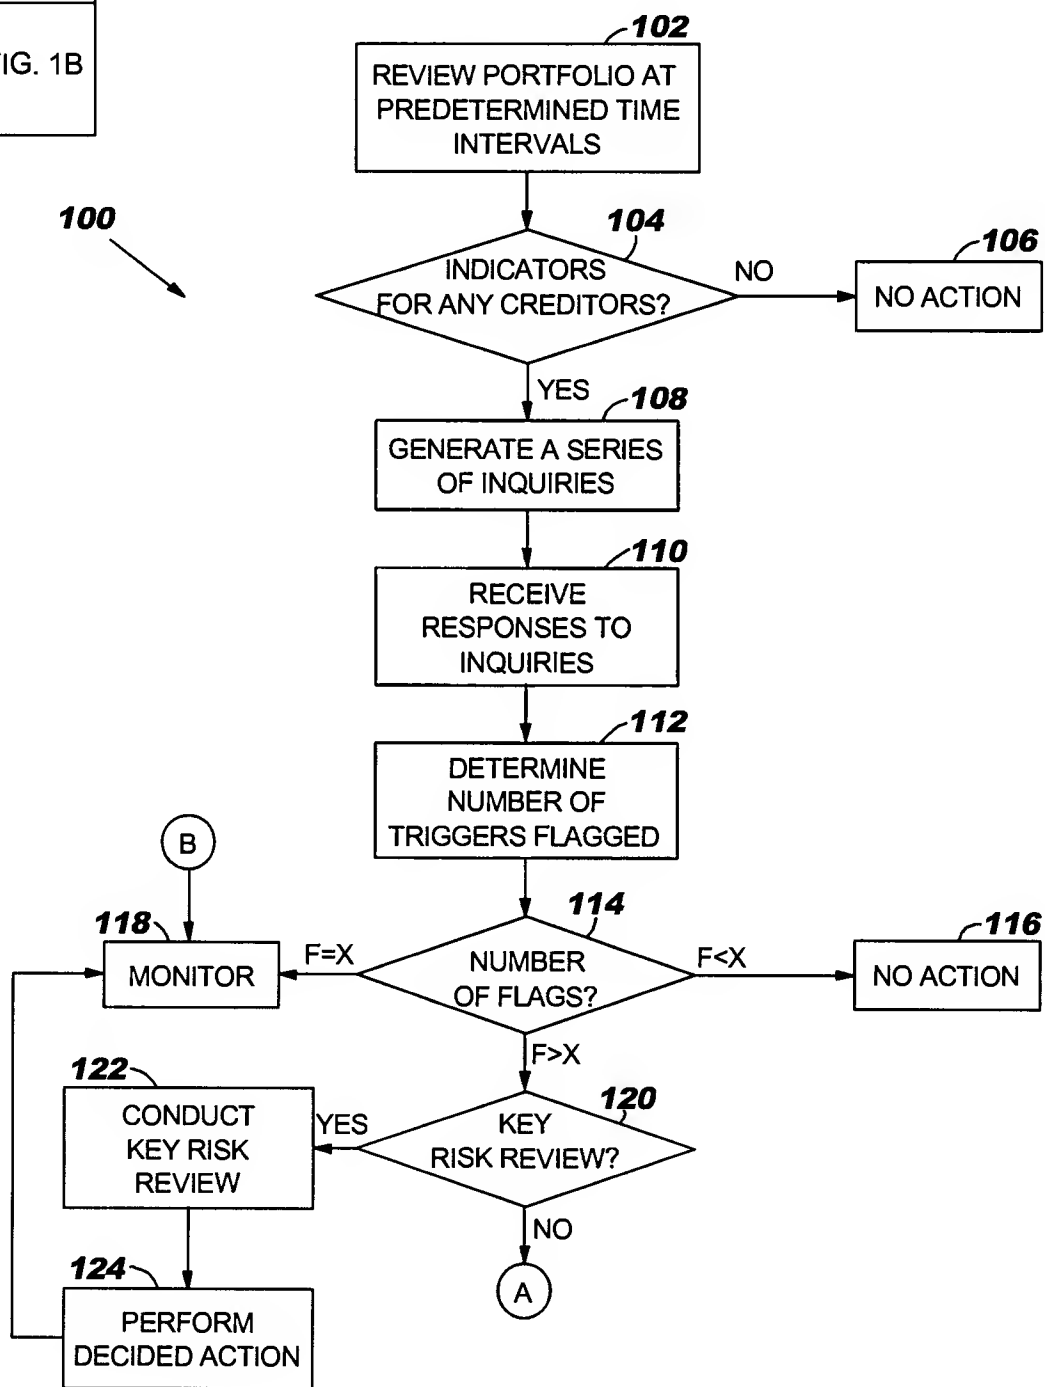 FIG. 1B
102
REVIEW PORTFOLIO AT
PREDETERMINED TIME
INTERVALS
100
104
INDICATORS
FOR ANY CREDITORS?
NO
106
NO ACTION
YES
108
GENERATE A SERIES
OF INQUIRIES
110
RECEIVE
RESPONSES TO
INQUIRIES
112
DETERMINE
NUMBER OF
TRIGGERS FLAGGED
B
118
MONITOR
F=X
114
NUMBER
OF FLAGS?
F<X
116
NO ACTION
F>X
122
CONDUCT
KEY RISK
REVIEW
YES
120
KEY
RISK REVIEW?
NO
A
124
PERFORM
DECIDED ACTION